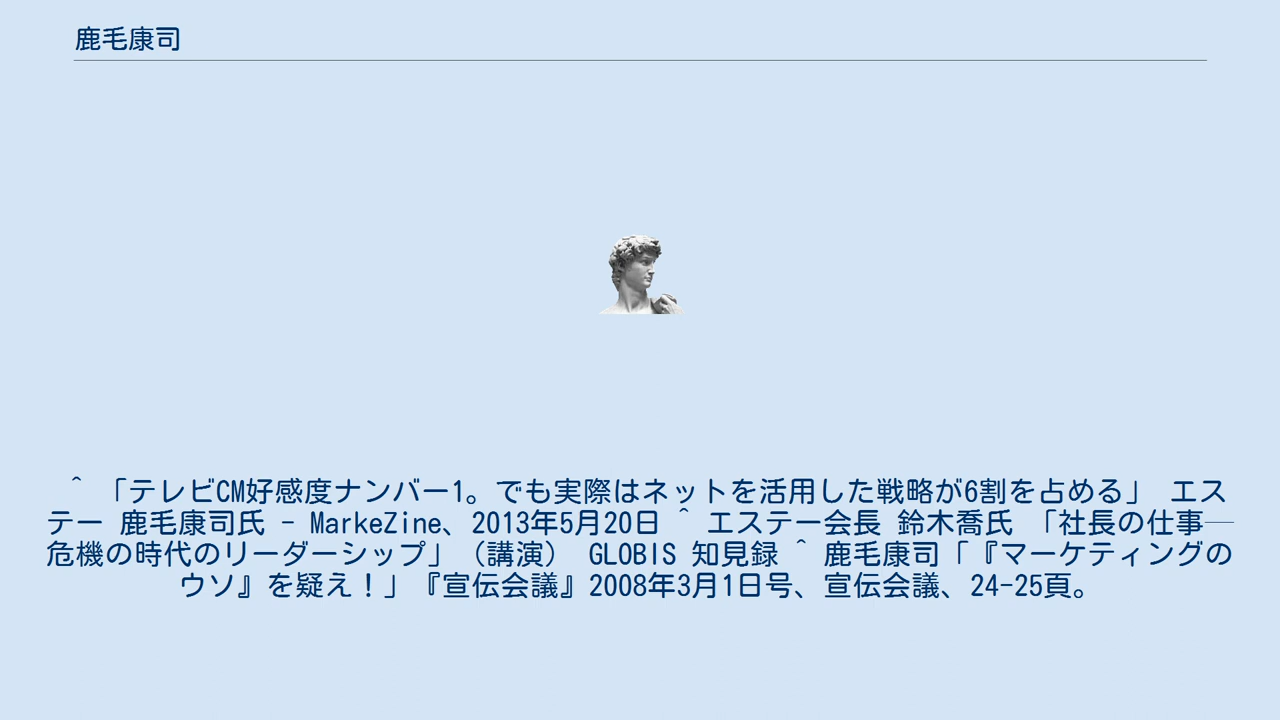 鹿毛康司
^ 「テレビCM好感度ナンバー1。でも実際はネットを活用した戦略が6割を占める」 エス
テー 鹿毛康司氏 - MarkeZine、2013年5月20日 ^ エステー会長 鈴木喬氏 「社長の仕事―
危機の時代のリーダーシップ」（講演） GLOBIS 知見録 ^ 鹿毛康司「『マーケティングの
ウソ』を疑え！」『宣伝会議』2008年3月1日号、宣伝会議、24-25頁。